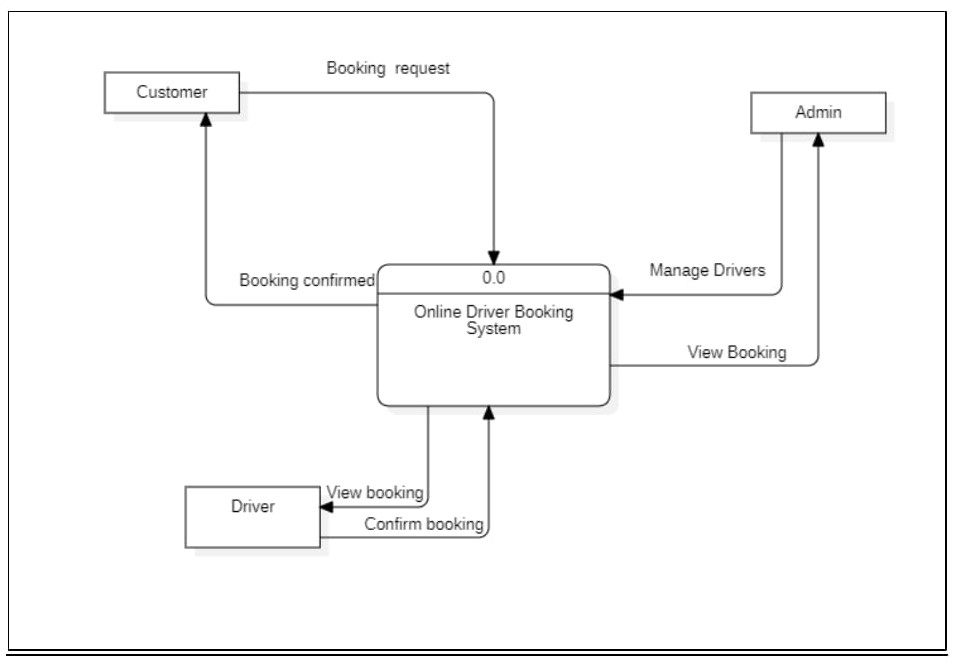 Booking request
Customer
Admin
Manage Drivers
0.0
Booking confirmed
Online Driver Booking
System
View Booking
View booking
Driver
Confirm booking